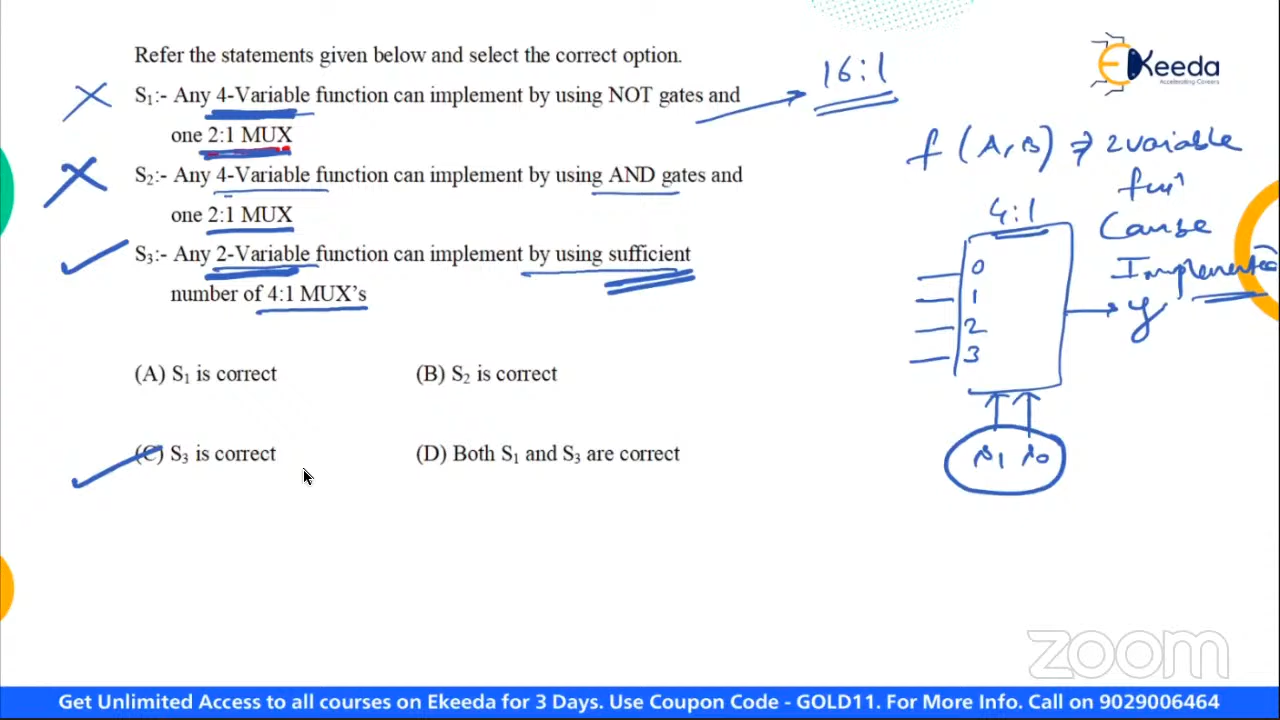 Refer the statements given below and select the correct option.
S₁:- Any 4-Variable function can implement by using NOT gates and
one 2:1 MUX
S₂:- Any 4-Variable function can implement by using AND gates and
one 2:1 MUX
S₃:- Any 2-Variable function can implement by using sufficient
number of 4:1 MUX's
(A) S₁ is correct
(B) S₂ is correct
(C) S₃ is correct
(D) Both S₁ and S₃ are correct
16:1
Ekeeda
Accelerating Careers
f (A, B) ⇒ 2 variable
4:1
Implemented
0
1
2
3
y
s₁ s₀
zoom
Get Unlimited Access to all courses on Ekeeda for 3 Days. Use Coupon Code - GOLD11. For More Info. Call on 9029006464